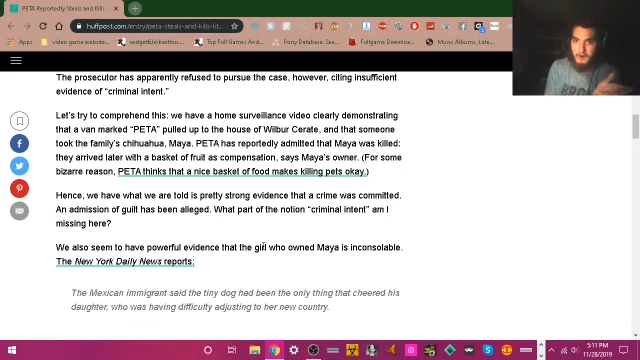 PETA Reportedly Steals and Kills
huffpost.com/entry/peta-steals-and-kills-lit
video game website...
widgetLinkwithin...
Top Full Games And...
Pony Database: Sea...
Fullgame Download...
Music Albums, Lat...
The prosecutor has apparently refused to pursue the case, however, citing insufficient
evidence of “criminal intent.”
Let’s try to comprehend this: we have a home surveillance video clearly demonstrating
that a van marked “PETA” pulled up to the house of Wilbur Cerate, and that someone
took the family’s chihuahua, Maya. PETA has reportedly admitted that Maya was killed:
they arrived later with a basket of fruit as compensation, says Maya’s owner. (For some
bizarre reason, PETA thinks that a nice basket of food makes killing pets okay.)
Hence, we have what we are told is pretty strong evidence that a crime was committed.
An admission of guilt has been alleged. What part of the notion “criminal intent” am I
missing here?
We also seem to have powerful evidence that the girl who owned Maya is inconsolable.
The New York Daily News reports:
The Mexican immigrant said the tiny dog had been the only thing that cheered his
daughter, who was having difficulty adjusting to her new country.
5:11 PM
11/28/2019